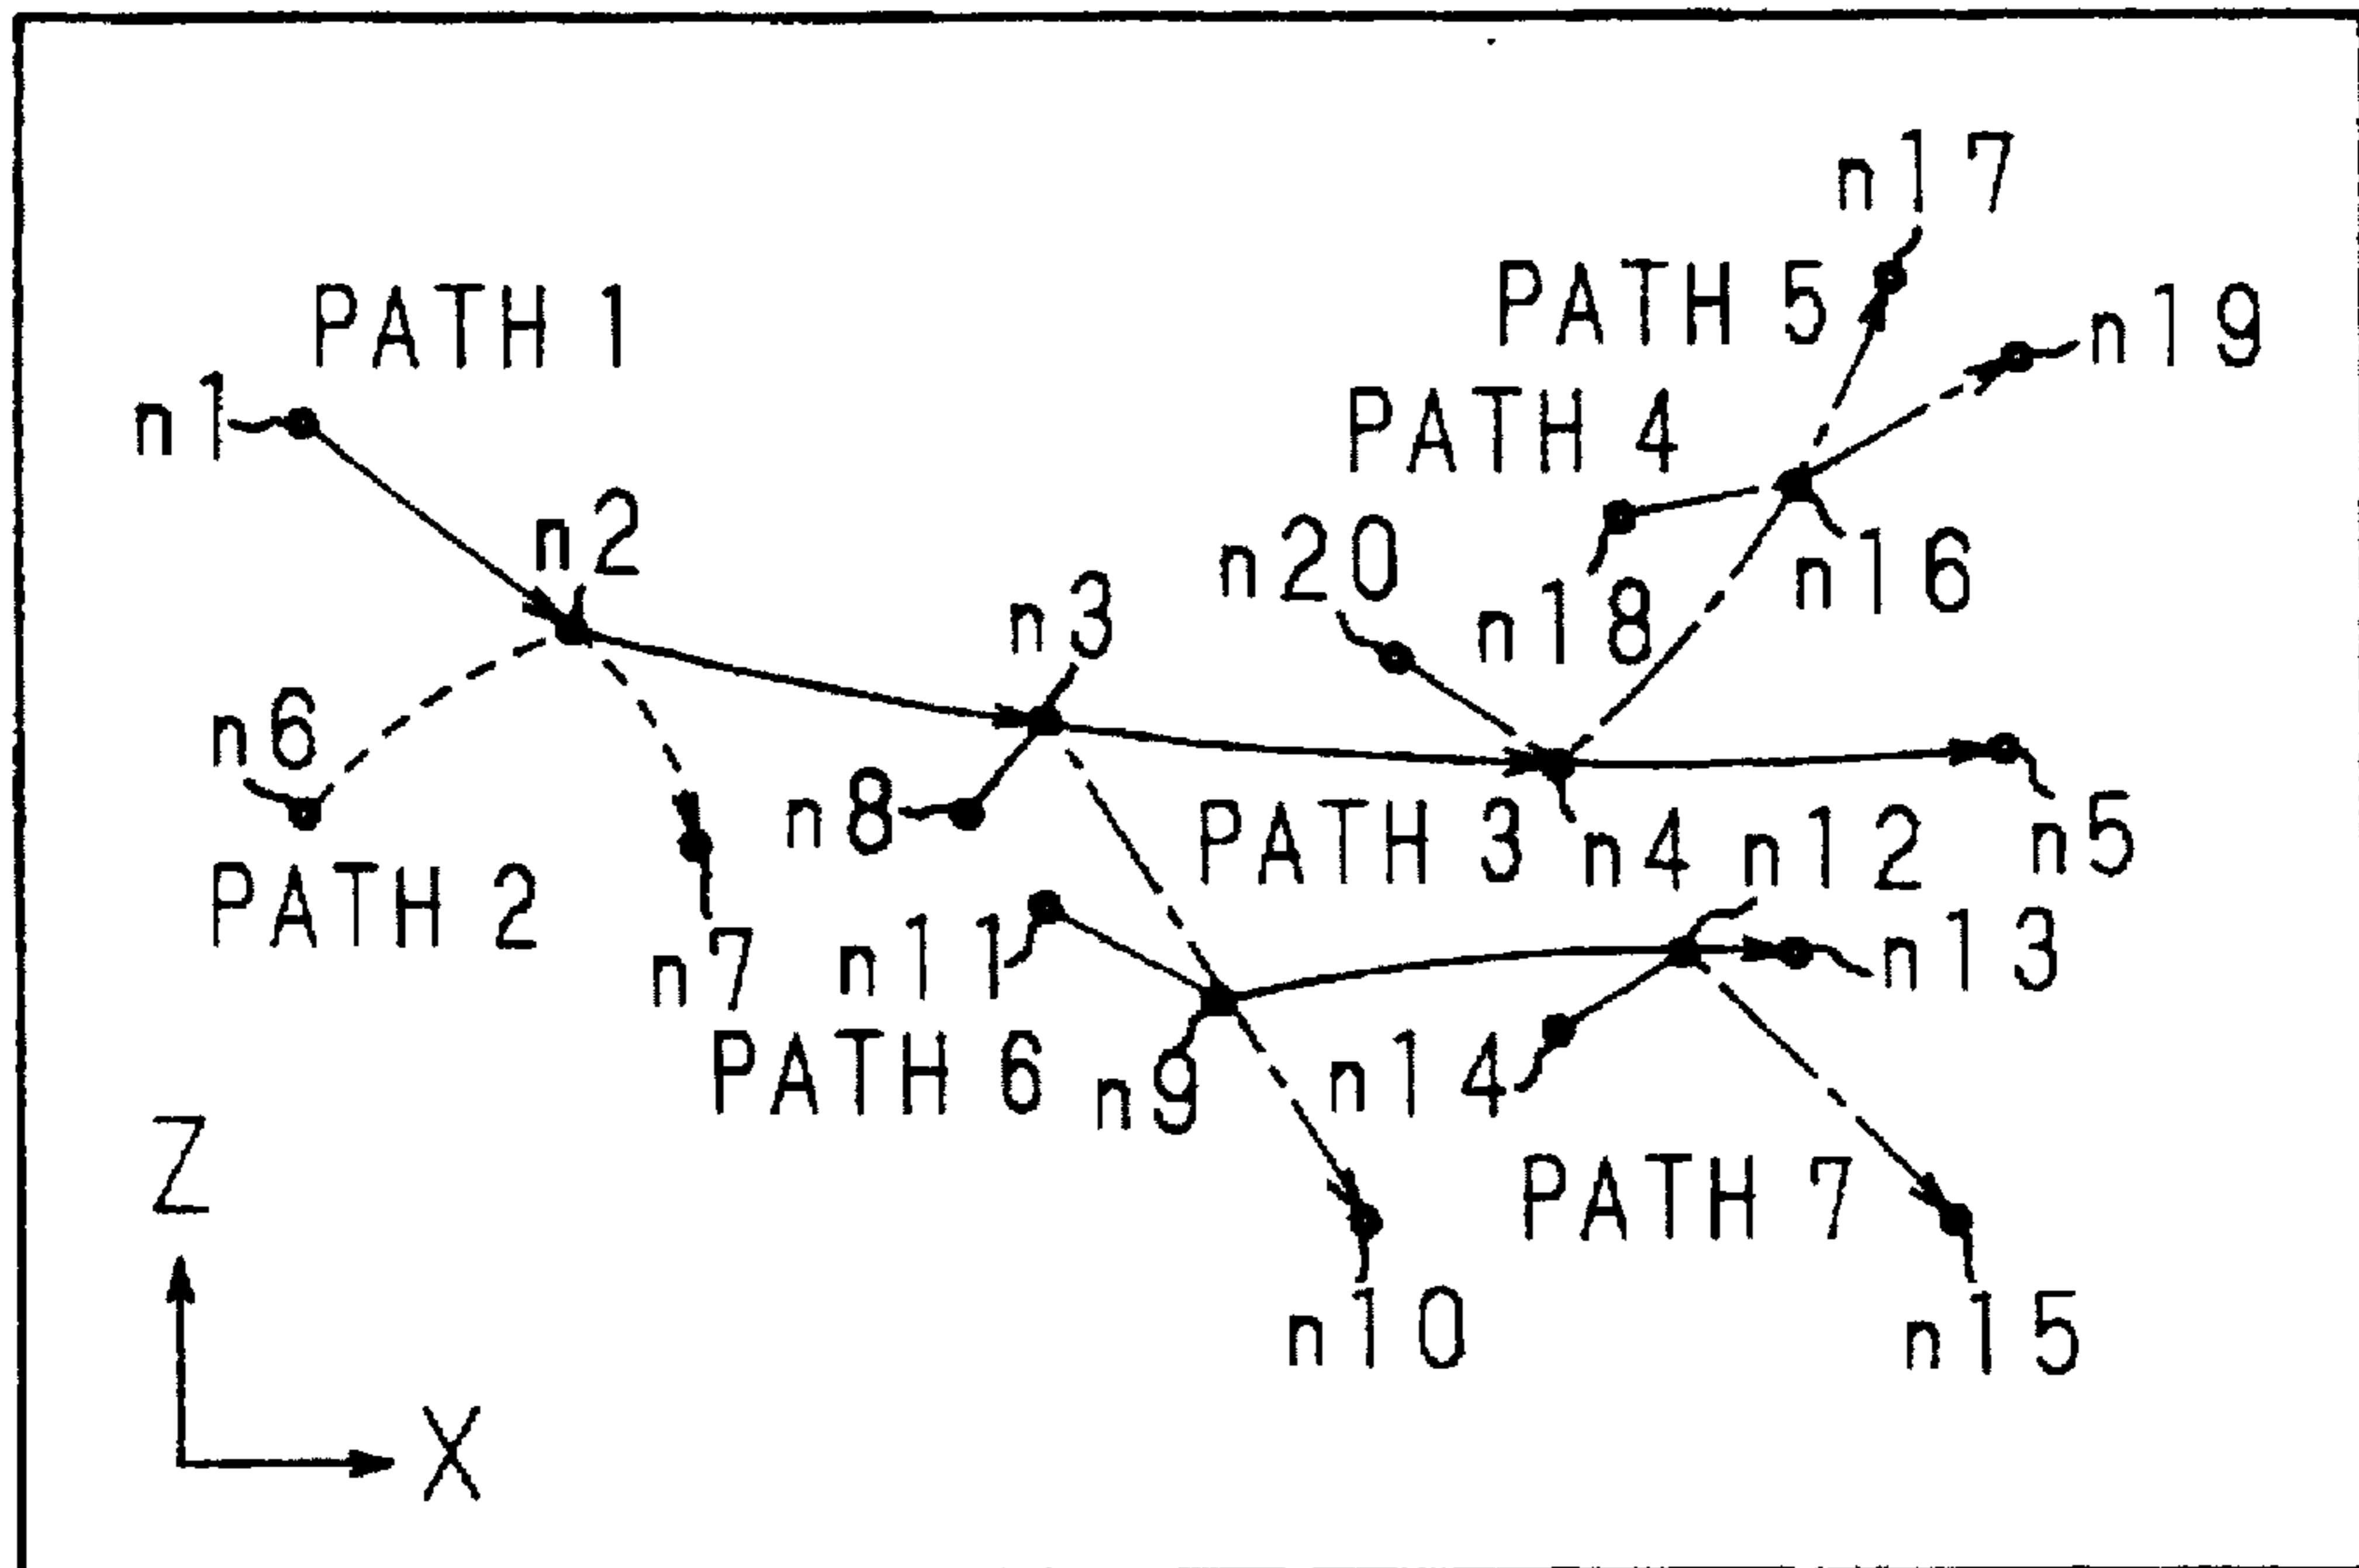 n17
PATH 5
PATH 1
n19
PATH 4
n1
n2
n20
n16
n3
n18
n6
n8
PATH 3
n4
n12
n5
PATH 2
n7
n11
n13
PATH 6
n9
n14
Z
PATH 7
n10
n15
X